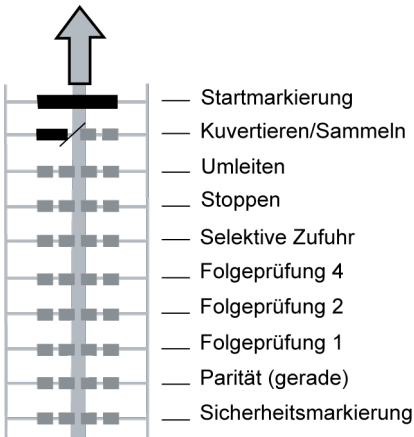 Startmarkierung
Kuvertieren/Sammeln
Umleiten
Stoppen
Selektive Zufuhr
Folgeprüfung 4
Folgeprüfung 2
Folgeprüfung 1
Parität (gerade)
Sicherheitsmarkierung